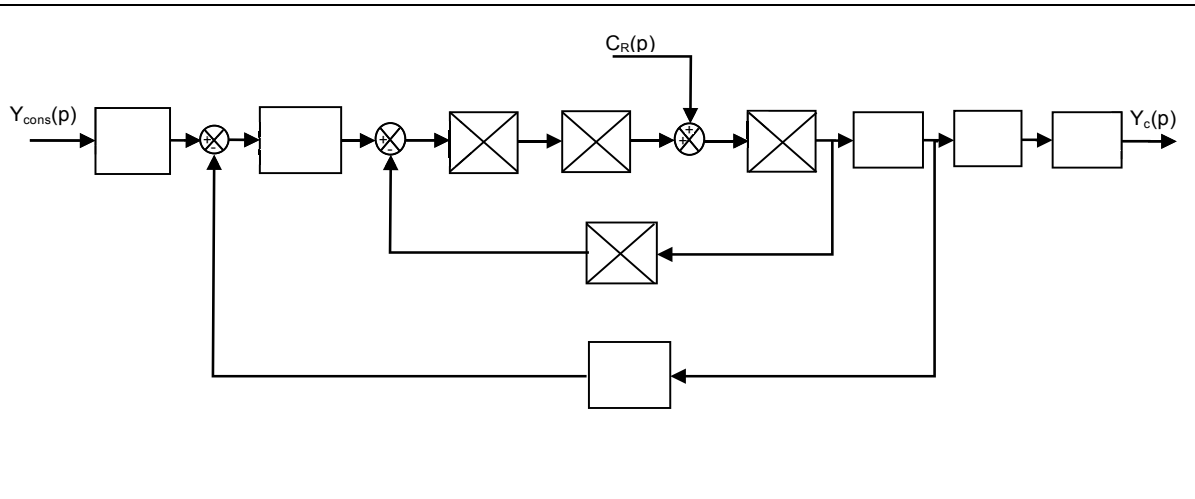 C_R(p)
Y_cons(p)
Y_c(p)
+
-
+
-
+
+